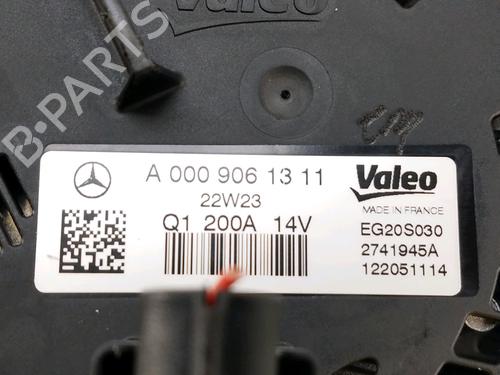 Valeo
B-PARTS
A 000 906 13 11
22W23
Q1 200A 14V
Valeo
MADE IN FRANCE
EG20S030
2741945A
122051114